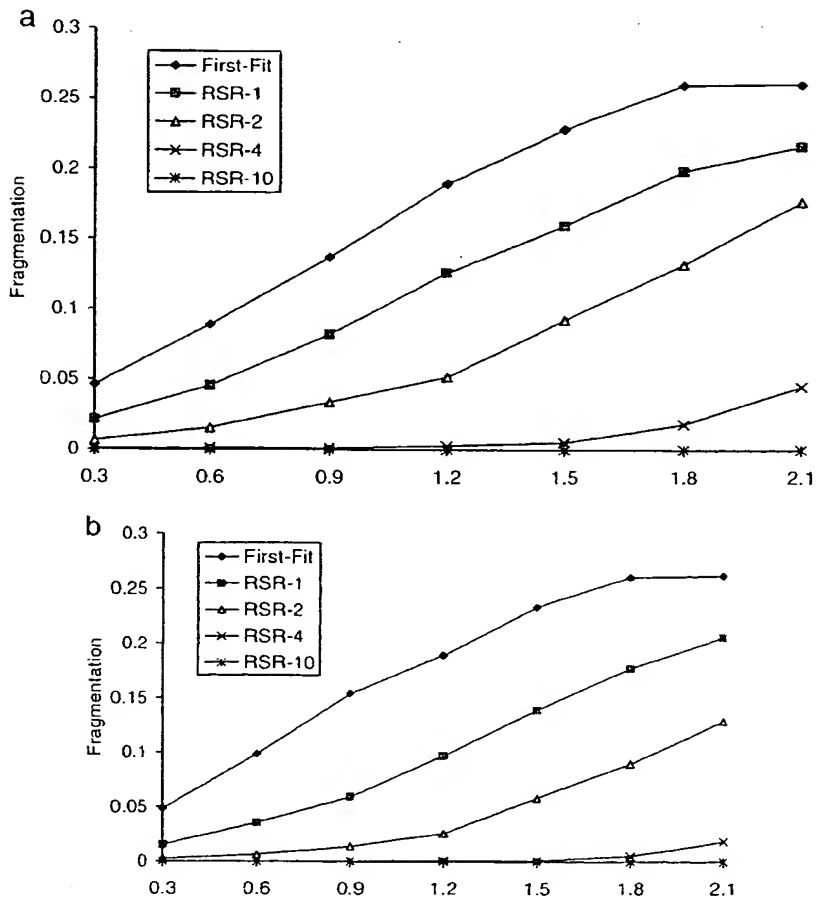 a
0.3
0.25
0.2
0.15
0.1
0.05
0
Fragmentation
First-Fit
RSR-1
RSR-2
RSR-4
RSR-10
0.3 0.6 0.9 1.2 1.5 1.8 2.1
b
0.3
0.25
0.2
0.15
0.1
0.05
0
Fragmentation
First-Fit
RSR-1
RSR-2
RSR-4
RSR-10
0.3 0.6 0.9 1.2 1.5 1.8 2.1